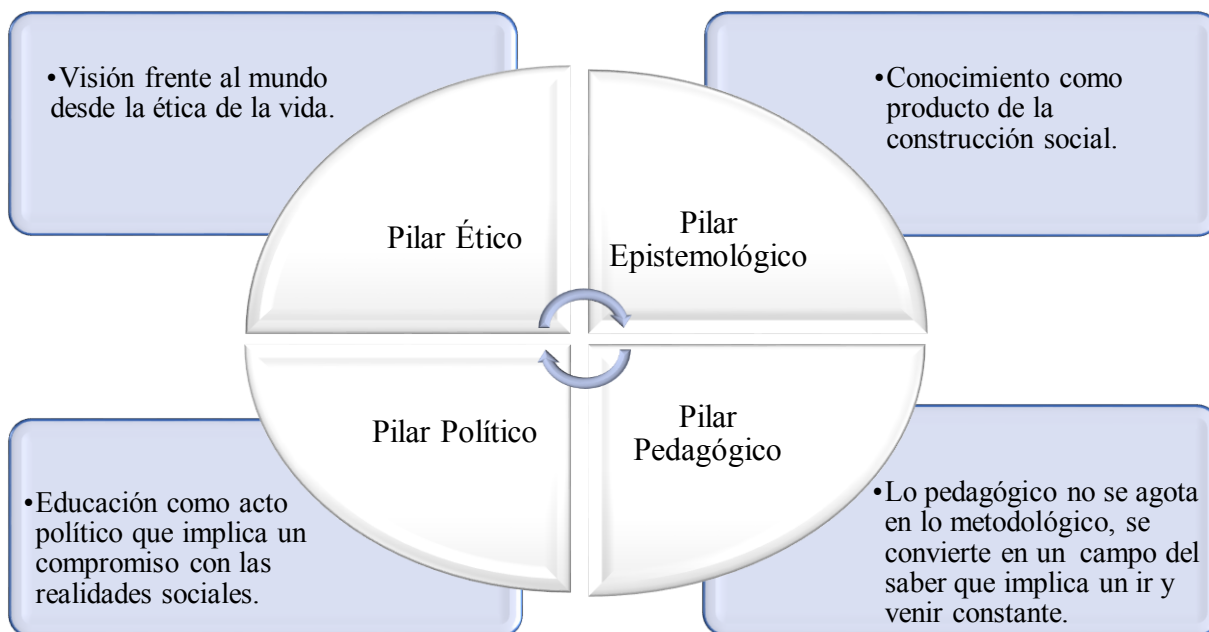 •Visión frente al mundo
desde la ética de la vida.
•Conocimiento como
producto de la
construcción social.
Pilar Ético
Pilar
Epistemológico
Pilar Político
Pilar
Pedagógico
•Educación como acto
político que implica un
compromiso con las
realidades sociales.
•Lo pedagógico no se agota
en lo metodológico, se
convierte en un campo del
saber que implica un ir y
venir constante.